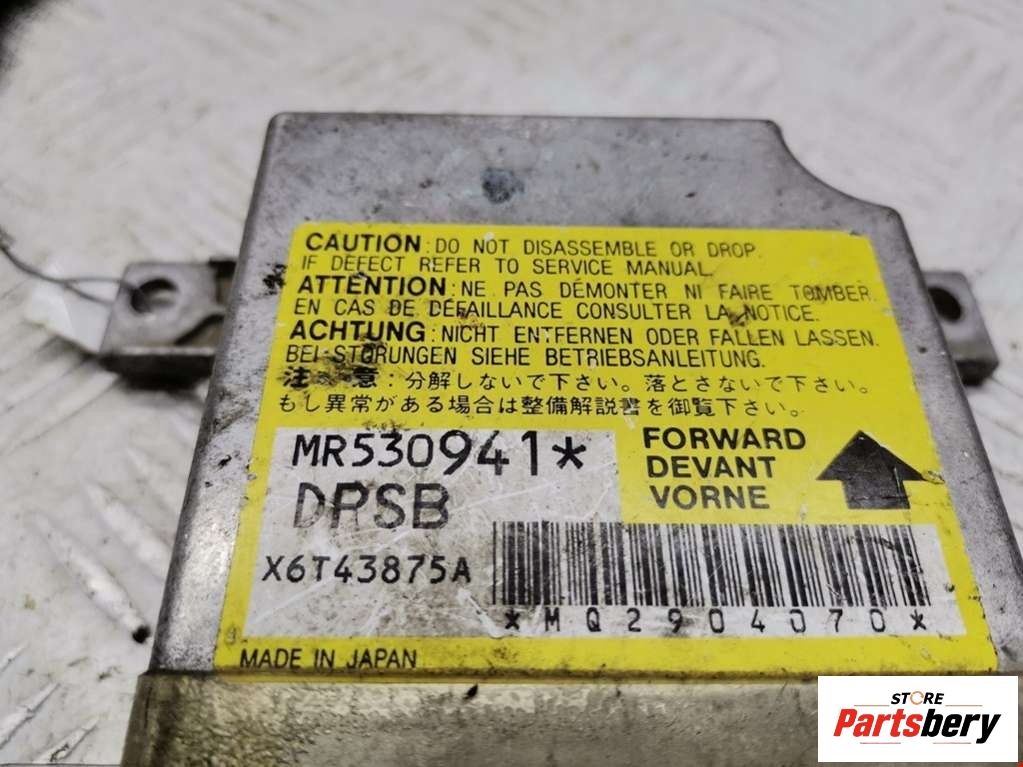 CAUTION: DO NOT DISASSEMBLE OR DROP.
IF DEFECT REFER TO SERVICE MANUAL.
ATTENTION: NE PAS DÉMONTER NI FAIRE TOMBER.
EN CAS DE DÉFAILLANCE CONSULTER LA NOTICE.
ACHTUNG: NICHT ENTFERNEN ODER FALLEN LASSEN.
BEI STÖRUNGEN SIEHE BETRIEBSANLEITUNG.
注意:分解しないで下さい。落とさないで下さい。
もし異常がある場合は整備解説書を御覧下さい。
MR530941*
DPSB
X6T43875A
FORWARD
DEVANT
VORNE
*MQ2904070*
MADE IN JAPAN
STORE
Partsbery